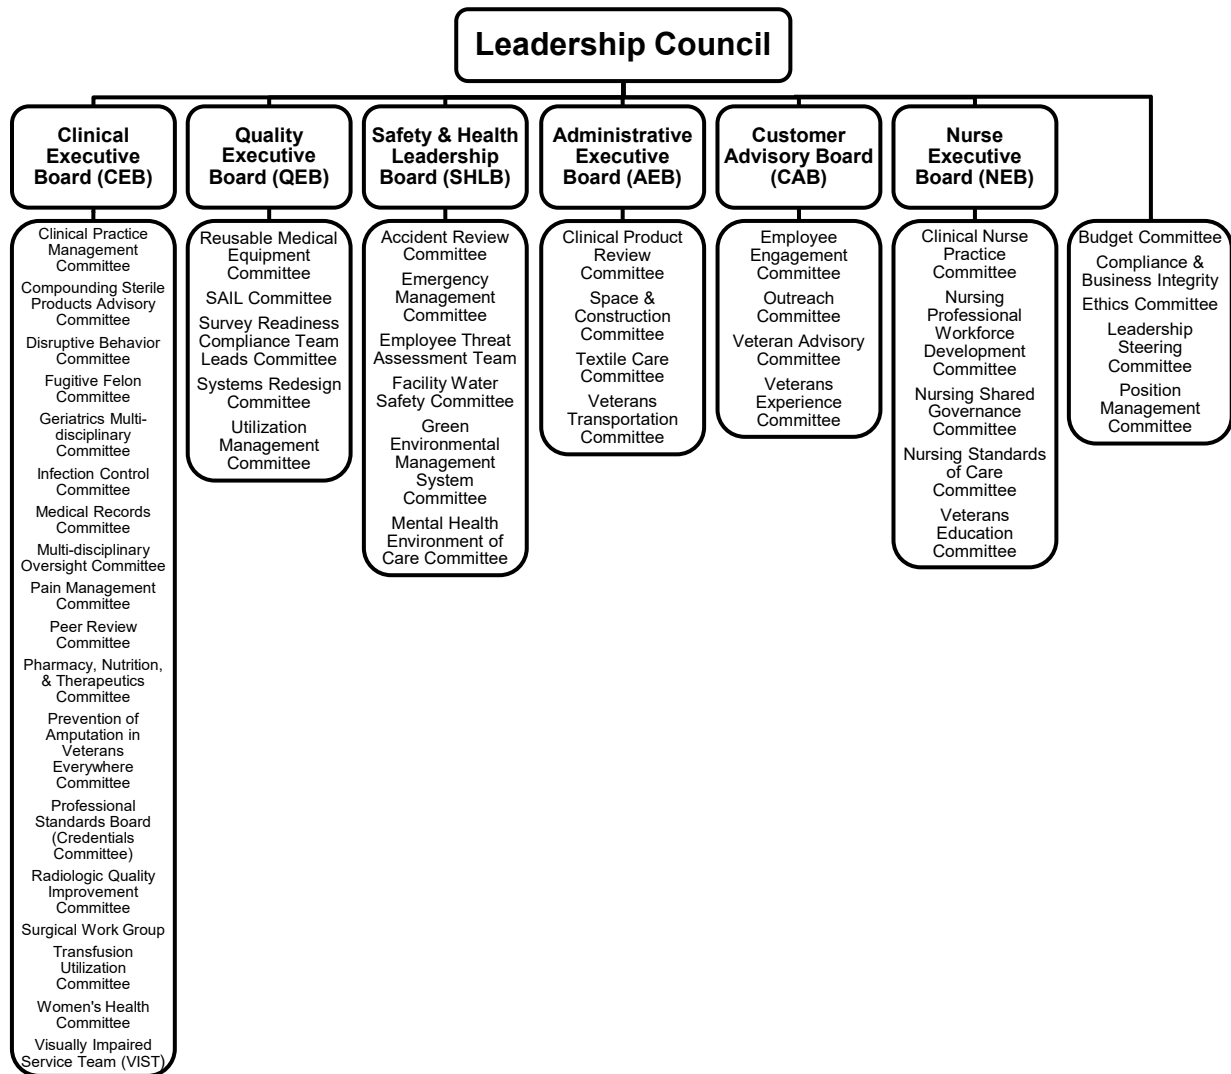 Leadership Council
Clinical
Executive
Board (CEB)
Quality
Executive
Board (QEB)
Safety & Health
Leadership
Board (SHLB)
Administrative
Executive
Board (AEB)
Customer
Advisory Board
(CAB)
Nurse
Executive
Board (NEB)
Clinical Practice
Management
Committee
Compounding Sterile
Products Advisory
Committee
Disruptive Behavior
Committee
Fugitive Felon
Committee
Geriatrics Multi-
disciplinary
Committee
Infection Control
Committee
Medical Records
Committee
Multi-disciplinary
Oversight Committee
Pain Management
Committee
Peer Review
Committee
Pharmacy, Nutrition,
& Therapeutics
Committee
Prevention of
Amputation in
Veterans
Everywhere
Committee
Professional
Standards Board
(Credentials
Committee)
Radiologic Quality
Improvement
Committee
Surgical Work Group
Transfusion
Utilization
Committee
Women's Health
Committee
Visually Impaired
Service Team (VIST)
Reusable Medical
Equipment
Committee
SAIL Committee
Survey Readiness
Compliance Team
Leads Committee
Systems Redesign
Committee
Utilization
Management
Committee
Accident Review
Committee
Emergency
Management
Committee
Employee Threat
Assessment Team
Facility Water
Safety Committee
Green
Environmental
Management
System
Committee
Mental Health
Environment of
Care Committee
Clinical Product
Review
Committee
Space &
Construction
Committee
Textile Care
Committee
Veterans
Transportation
Committee
Employee
Engagement
Committee
Outreach
Committee
Veteran Advisory
Committee
Veterans
Experience
Committee
Clinical Nurse
Practice
Committee
Nursing
Professional
Workforce
Development
Committee
Nursing Shared
Governance
Committee
Nursing Standards
of Care
Committee
Veterans
Education
Committee
Budget Committee
Compliance &
Business Integrity
Ethics Committee
Leadership
Steering
Committee
Position
Management
Committee